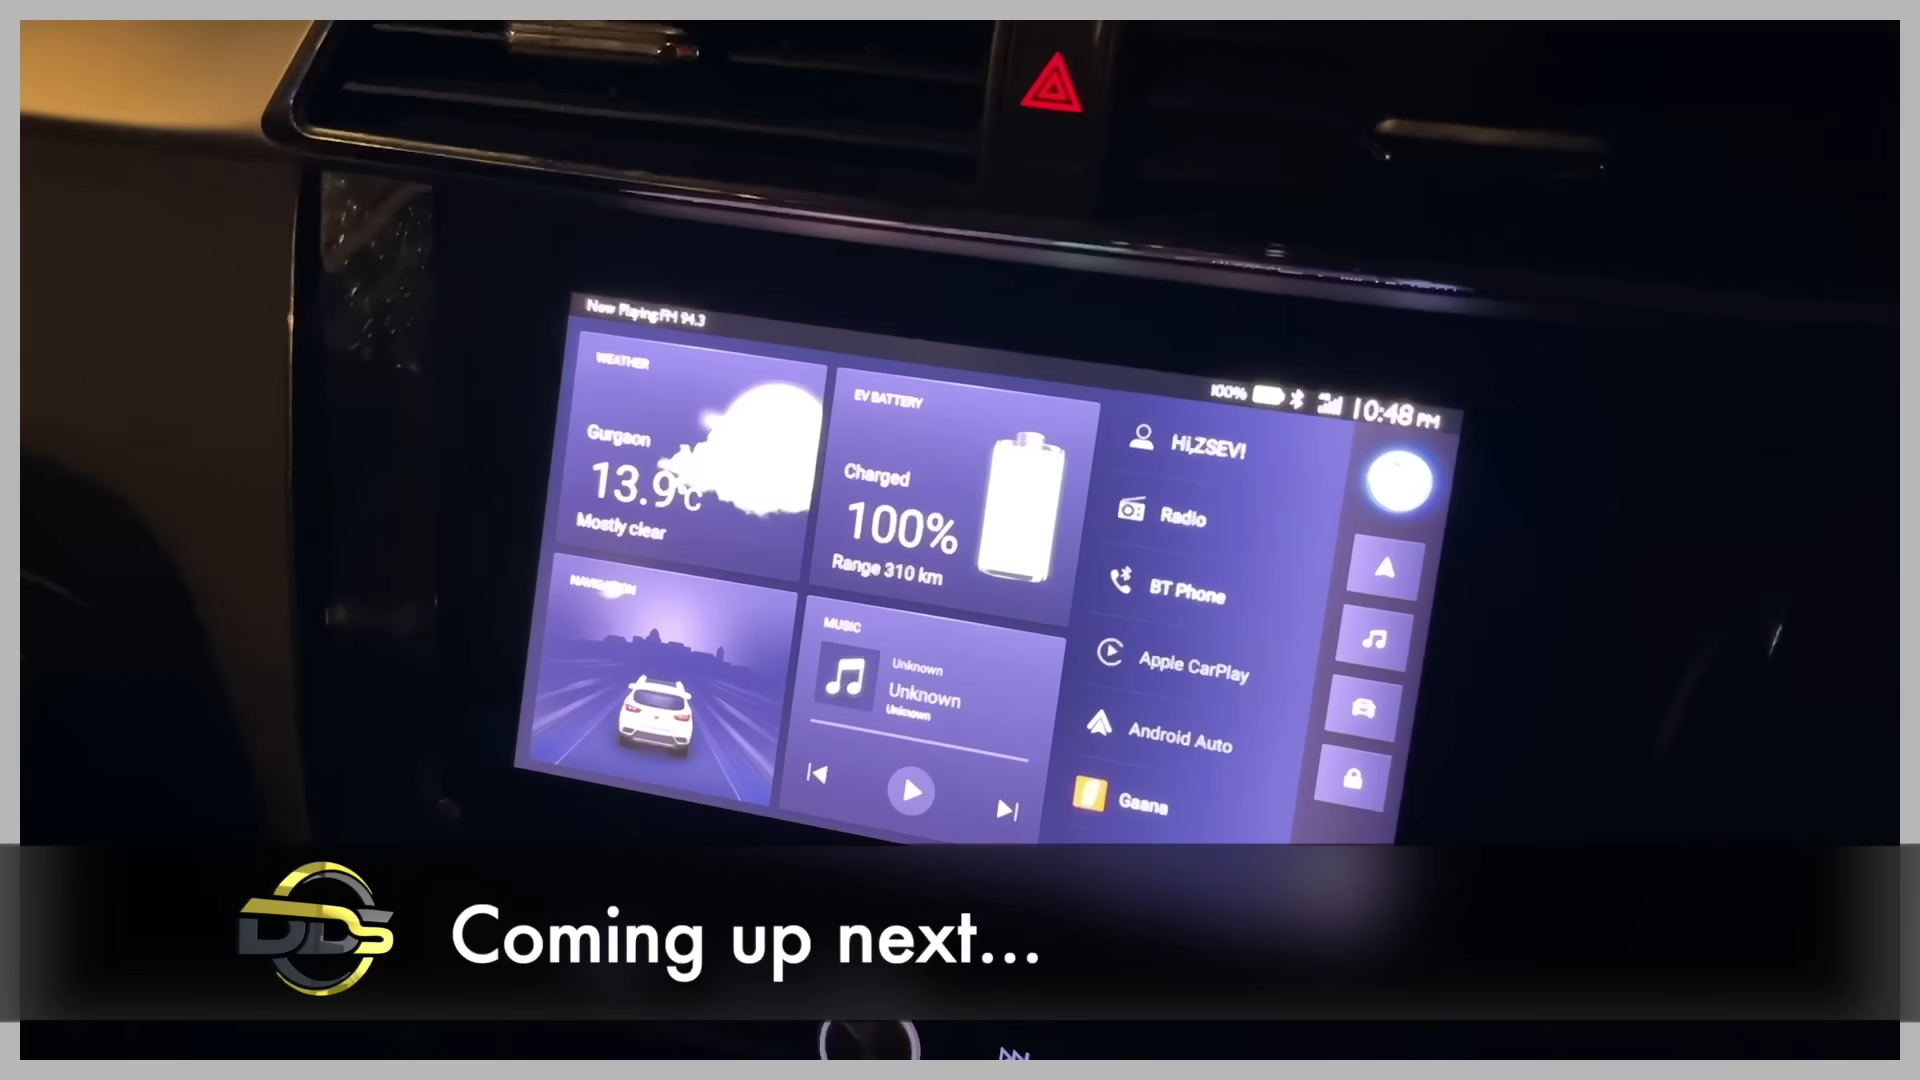 Now Playing:FM 94.3
100%
10:48 PM
WEATHER
Gurgaon
13.9°C
Mostly clear
EV BATTERY
Charged
100%
Range 310 km
NAVIGATION
MUSIC
Unknown
Unknown
Unknown
Hi,ZSEV!
Radio
BT Phone
Apple CarPlay
Android Auto
Gaana
DDS
Coming up next...